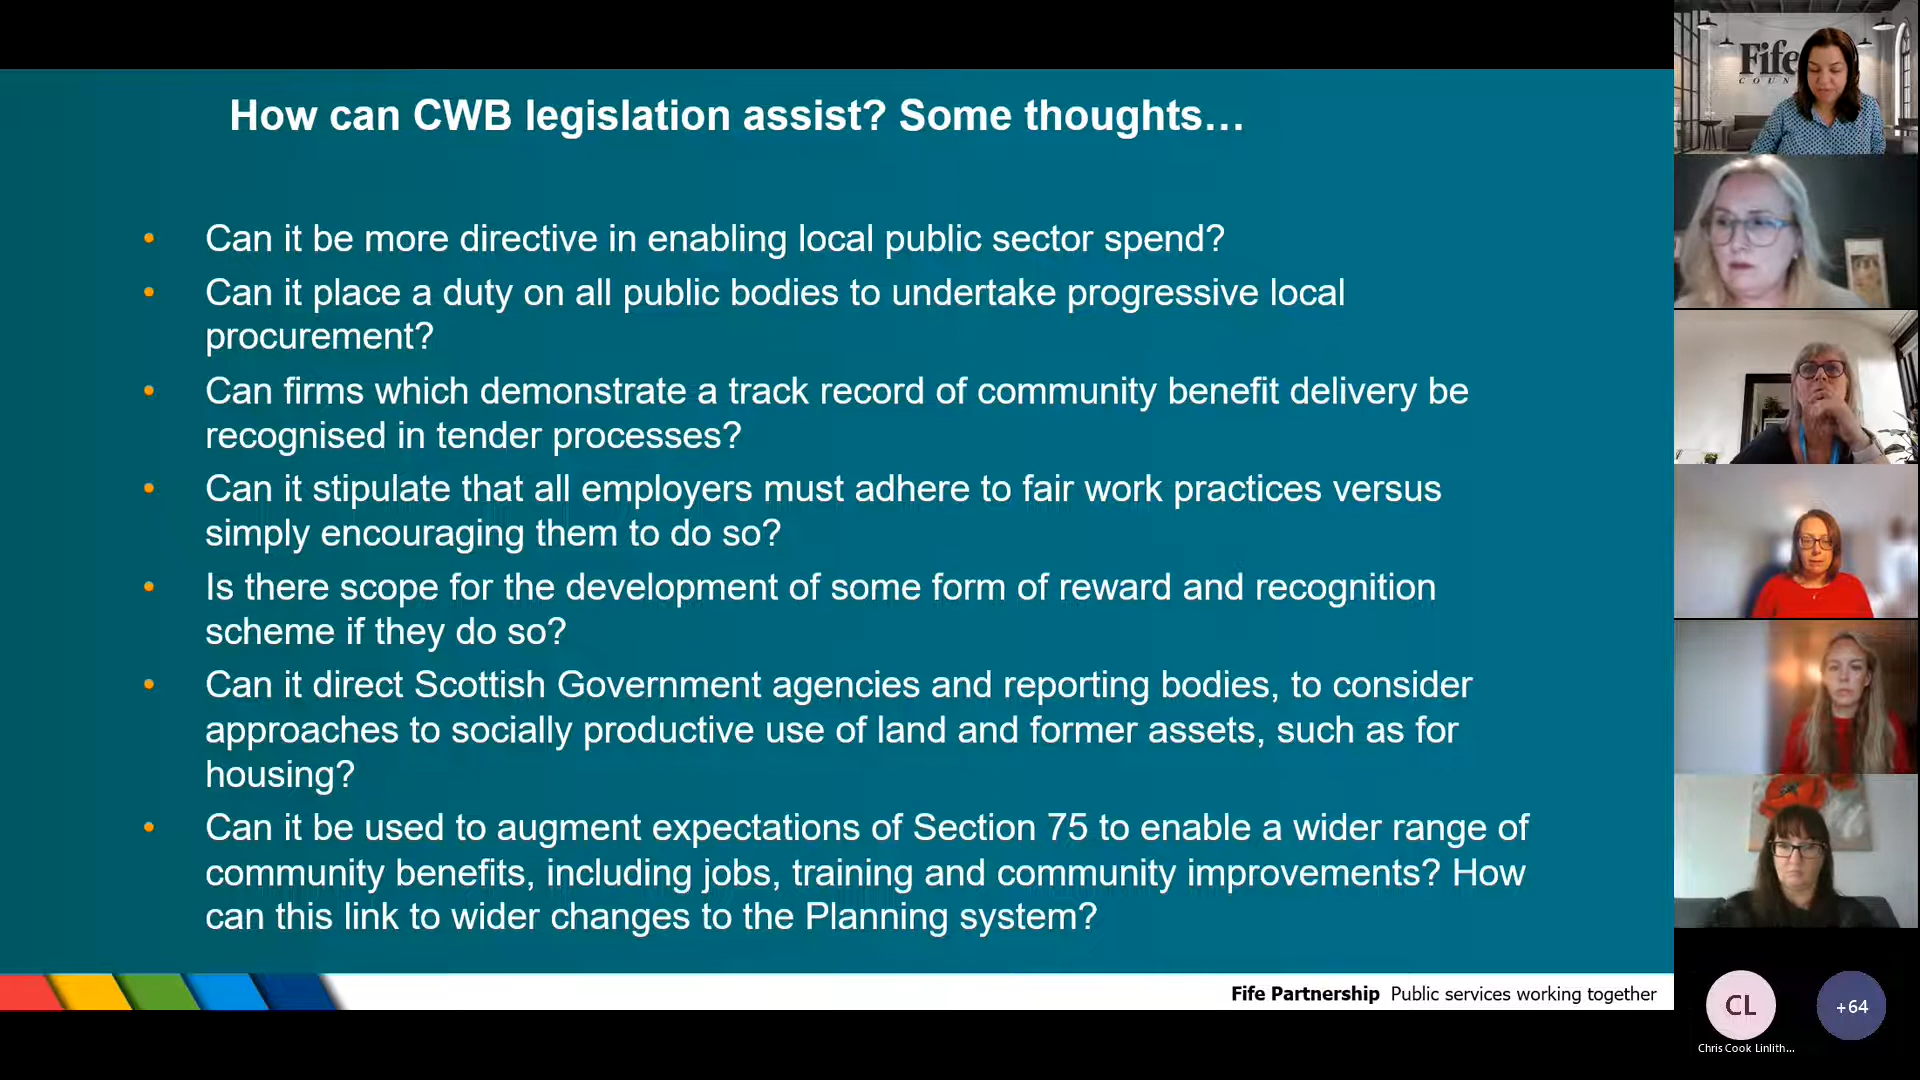 How can CWB legislation assist? Some thoughts…
• Can it be more directive in enabling local public sector spend?
• Can it place a duty on all public bodies to undertake progressive local
procurement?
• Can firms which demonstrate a track record of community benefit delivery be
recognised in tender processes?
• Can it stipulate that all employers must adhere to fair work practices versus
simply encouraging them to do so?
• Is there scope for the development of some form of reward and recognition
scheme if they do so?
• Can it direct Scottish Government agencies and reporting bodies, to consider
approaches to socially productive use of land and former assets, such as for
housing?
• Can it be used to augment expectations of Section 75 to enable a wider range of
community benefits, including jobs, training and community improvements? How
can this link to wider changes to the Planning system?
Fife Partnership Public services working together
Fife
COUN
CL
+64
Chris Cook Linlith...